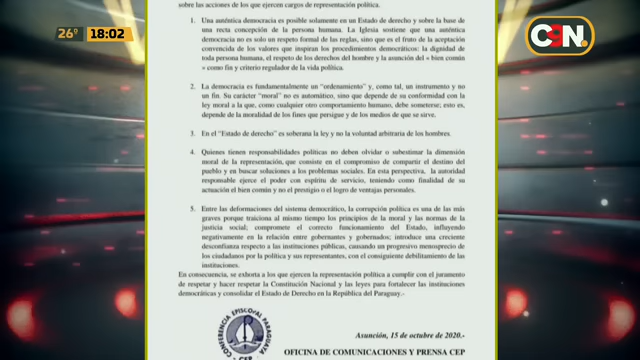 26° 18:02
C9N.
sobre las acciones de los que ejercen cargos de representación política.
1. Una auténtica democracia es posible solamente en un Estado de derecho y sobre la base de
una recta concepción de la persona humana. La Iglesia sostiene que una auténtica
democracia no es solo un respeto formal de las reglas, sino que es el fruto de la aceptación
convencida de los valores que inspiran los procedimientos democráticos: la dignidad de
toda persona humana, el respeto de los derechos del hombre y la asunción del « bien común
» como fin y criterio regulador de la vida política.
2. La democracia es fundamentalmente un “ordenamiento” y, como tal, un instrumento y no
un fin. Su carácter “moral” no es automático, sino que depende de su conformidad con la
ley moral a la que, como cualquier otro comportamiento humano, debe someterse; esto es,
depende de la moralidad de los fines que persigue y de los medios de que se sirve.
3. En el “Estado de derecho” es soberana la ley y no la voluntad arbitraria de los hombres.
4. Quienes tienen responsabilidades políticas no deben olvidar o subestimar la dimensión
moral de la representación, que consiste en el compromiso de compartir el destino del
pueblo y en buscar soluciones a los problemas sociales. En esta perspectiva, la autoridad
responsable ejerce el poder con espíritu de servicio, teniendo como finalidad de su
actuación el bien común y no el prestigio o el logro de ventajas personales.
5. Entre las deformaciones del sistema democrático, la corrupción política es una de las más
graves porque traiciona al mismo tiempo los principios de la moral y las normas de la
justicia social; compromete el correcto funcionamiento del Estado, influyendo
negativamente en la relación entre gobernantes y gobernados; introduce una creciente
desconfianza respecto a las instituciones públicas, causando un progresivo menosprecio de
los ciudadanos por la política y sus representantes, con el consiguiente debilitamiento de las
instituciones.
En consecuencia, se exhorta a los que ejercen la representación política a cumplir con el juramento
de respetar y hacer respetar la Constitución Nacional y las leyes para fortalecer las instituciones
democráticas y consolidar el Estado de Derecho en la República del Paraguay.-
CONFERENCIA EPISCOPAL PARAGUAYA
CEP
Asunción, 15 de octubre de 2020.-
OFICINA DE COMUNICACIONES Y PRENSA CEP